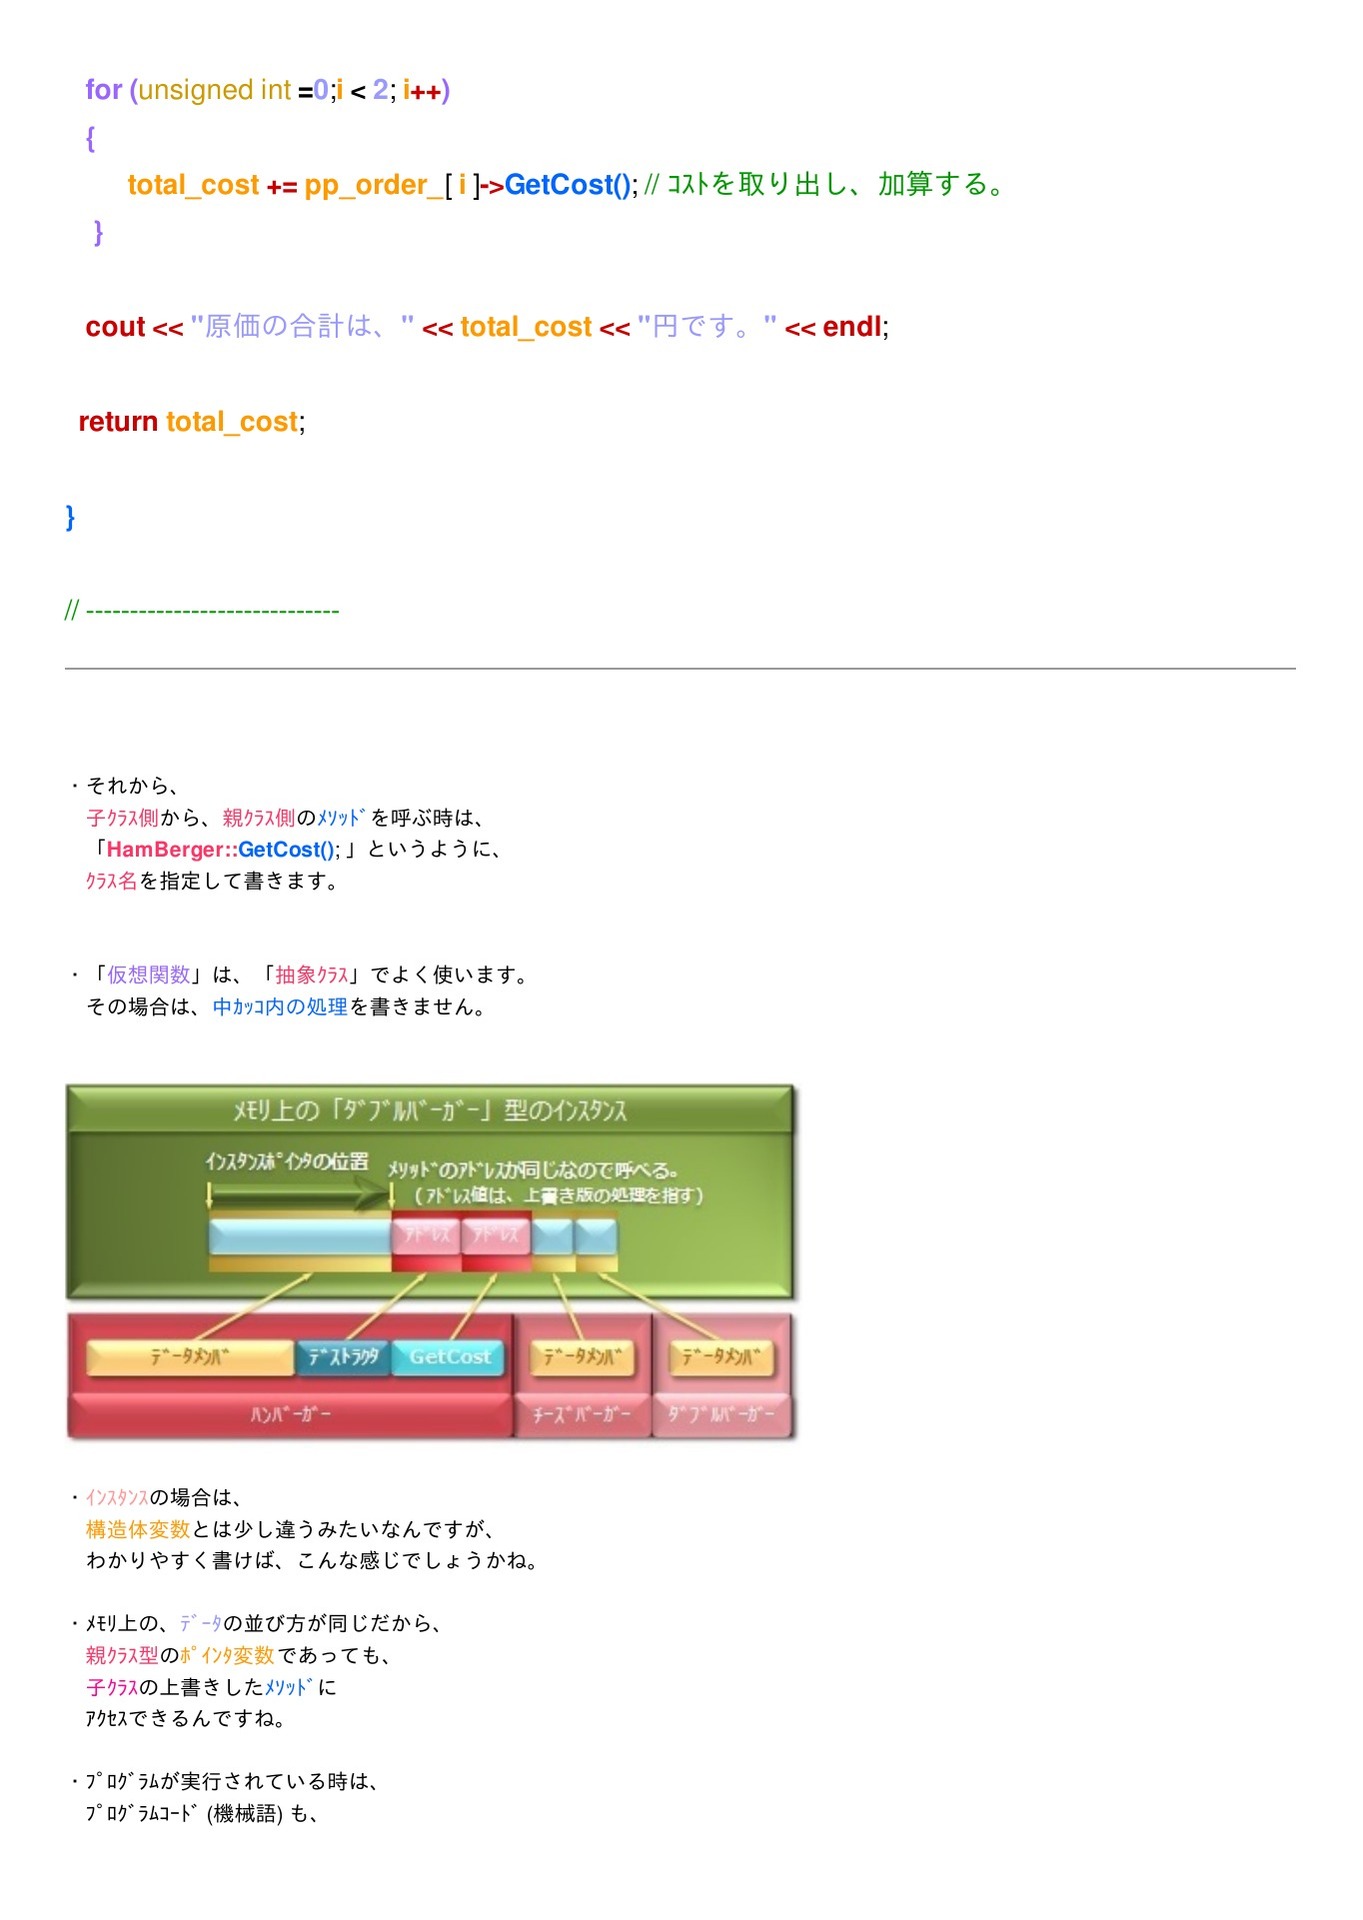 for (unsigned int =0;i < 2; i++)
{
total_cost += pp_order_[ i ]->GetCost(); // ｺｽﾄを取り出し、加算する。
}
cout << "原価の合計は、" << total_cost << "円です。" << endl;
return total_cost;
}
// -----------------------------
・それから、
子ｸﾗｽ側から、親ｸﾗｽ側のﾒｿｯﾄﾞを呼ぶ時は、
「HamBerger::GetCost(); 」というように、
ｸﾗｽ名を指定して書きます。
・「仮想関数」は、「抽象ｸﾗｽ」でよく使います。
その場合は、中ｶｯｺ内の処理を書きません。
ﾒﾓﾘ上の「ﾀﾞﾌﾞﾙﾊﾞｰｶﾞｰ」型のｲﾝｽﾀﾝｽ
ｲﾝｽﾀﾝｽﾎﾟｲﾝﾀの位置
ﾒｿｯﾄﾞのｱﾄﾞﾚｽが同じなので呼べる。
（ｱﾄﾞﾚｽ値は、上書き版の処理を指す）
ｱﾄﾞﾚｽ ｱﾄﾞﾚｽ
ﾃﾞｰﾀﾒﾝﾊﾞ ﾃﾞｽﾄﾗｸﾀ GetCost ﾃﾞｰﾀﾒﾝﾊﾞ ﾃﾞｰﾀﾒﾝﾊﾞ
ﾊﾝﾊﾞｰｶﾞｰ ﾁｰｽﾞﾊﾞｰｶﾞｰ ﾀﾞﾌﾞﾙﾊﾞｰｶﾞｰ
・ｲﾝｽﾀﾝｽの場合は、
構造体変数とは少し違うみたいなんですが、
わかりやすく書けば、こんな感じでしょうかね。
・ﾒﾓﾘ上の、ﾃﾞｰﾀの並び方が同じだから、
親ｸﾗｽ型のﾎﾟｲﾝﾀ変数であっても、
子ｸﾗｽの上書きしたﾒｿｯﾄﾞに
ｱｸｾｽできるんですね。
・ﾌﾟﾛｸﾞﾗﾑが実行されている時は、
ﾌﾟﾛｸﾞﾗﾑｺｰﾄﾞ (機械語) も、